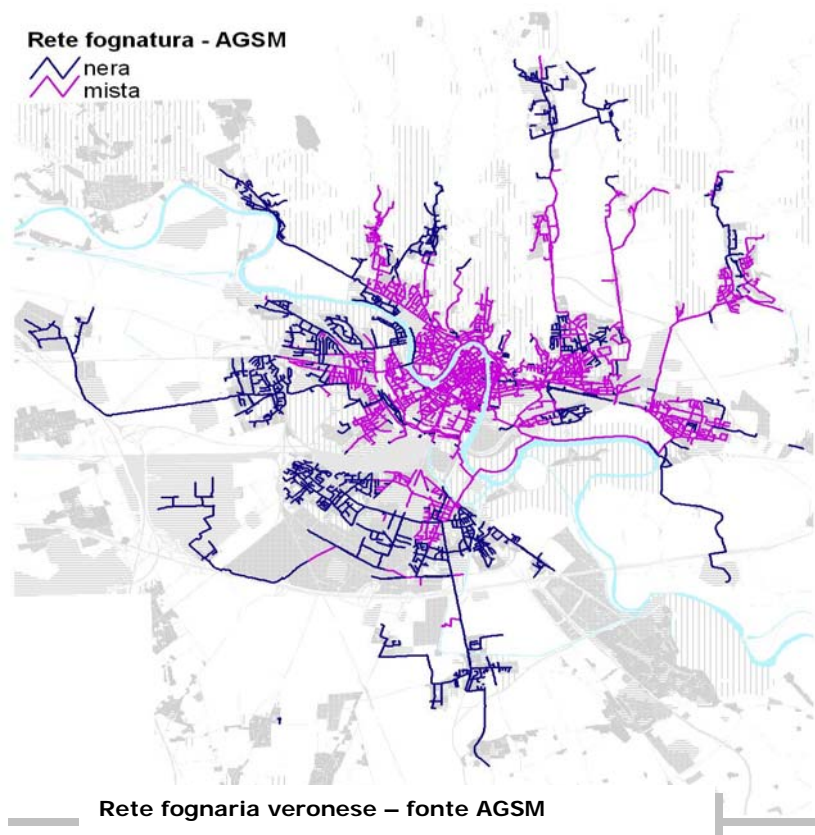 Rete fognatura - AGSM
nera
mista
Rete fognaria veronese – fonte AGSM